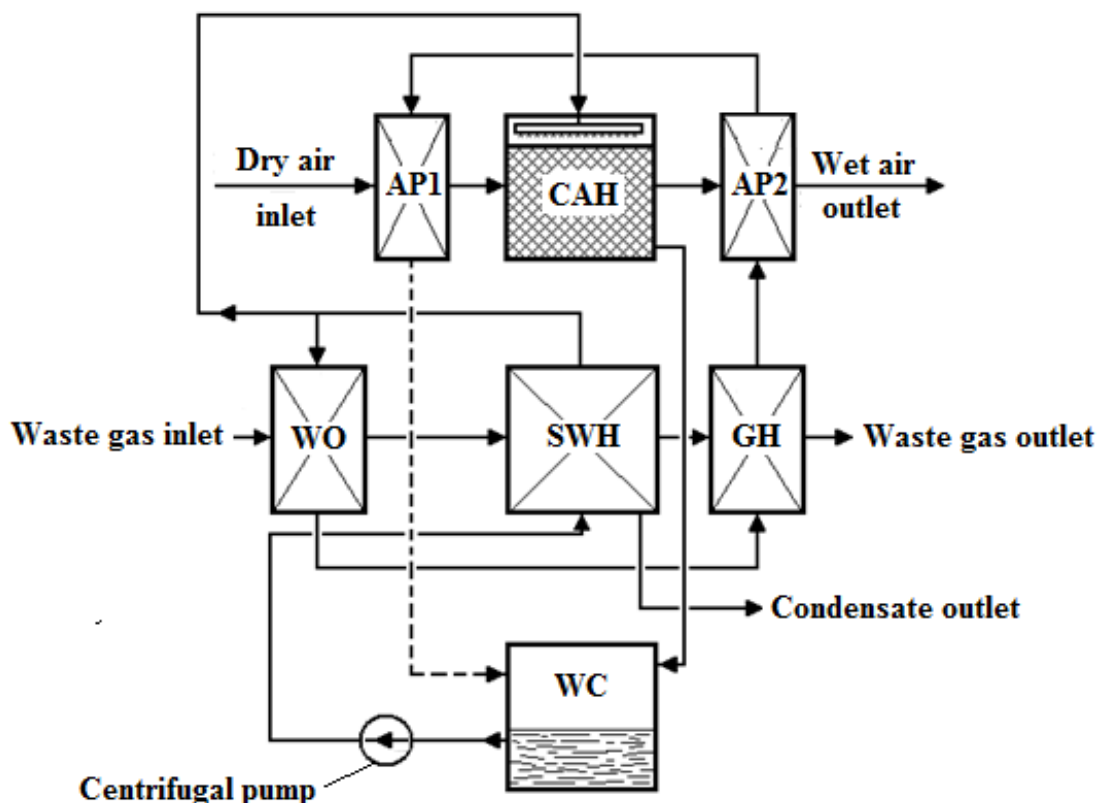 Dry air
inlet
AP1
CAH
AP2
Wet air
outlet
Waste gas inlet
WO
SWH
GH
Waste gas outlet
Condensate outlet
WC
Centrifugal pump